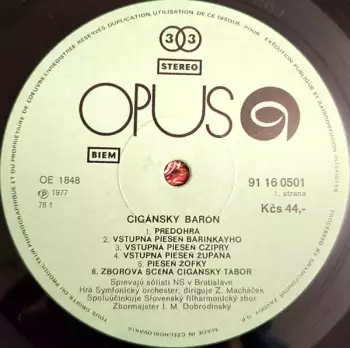 33
STEREO
OPUS
BIEM
OE 1848
℗ 1977
78 1
91 16 0501
1. strana
Kčs 44,-
CIGÁNSKY BARÓN
1. PREDOHRA
2. VSTUPNÁ PIESEŇ BARINKAYHO
3. VSTUPNÁ PIESEŇ CZIPRY
4. VSTUPNÁ PIESEŇ ŽUPANA
5. PIESEŇ ŽOFKY
6. ZBOROVÁ SCÉNA CIGÁNSKY TÁBOR
Spievajú sólisti NS v Bratislave
Hrá Symfonický orchester, diriguje Z. Macháček
Spoluúčinkuje Slovenský filharmonický zbor
Zbormajster J. M. Dobrodinský
MADE IN CZECHOSLOVAKIA